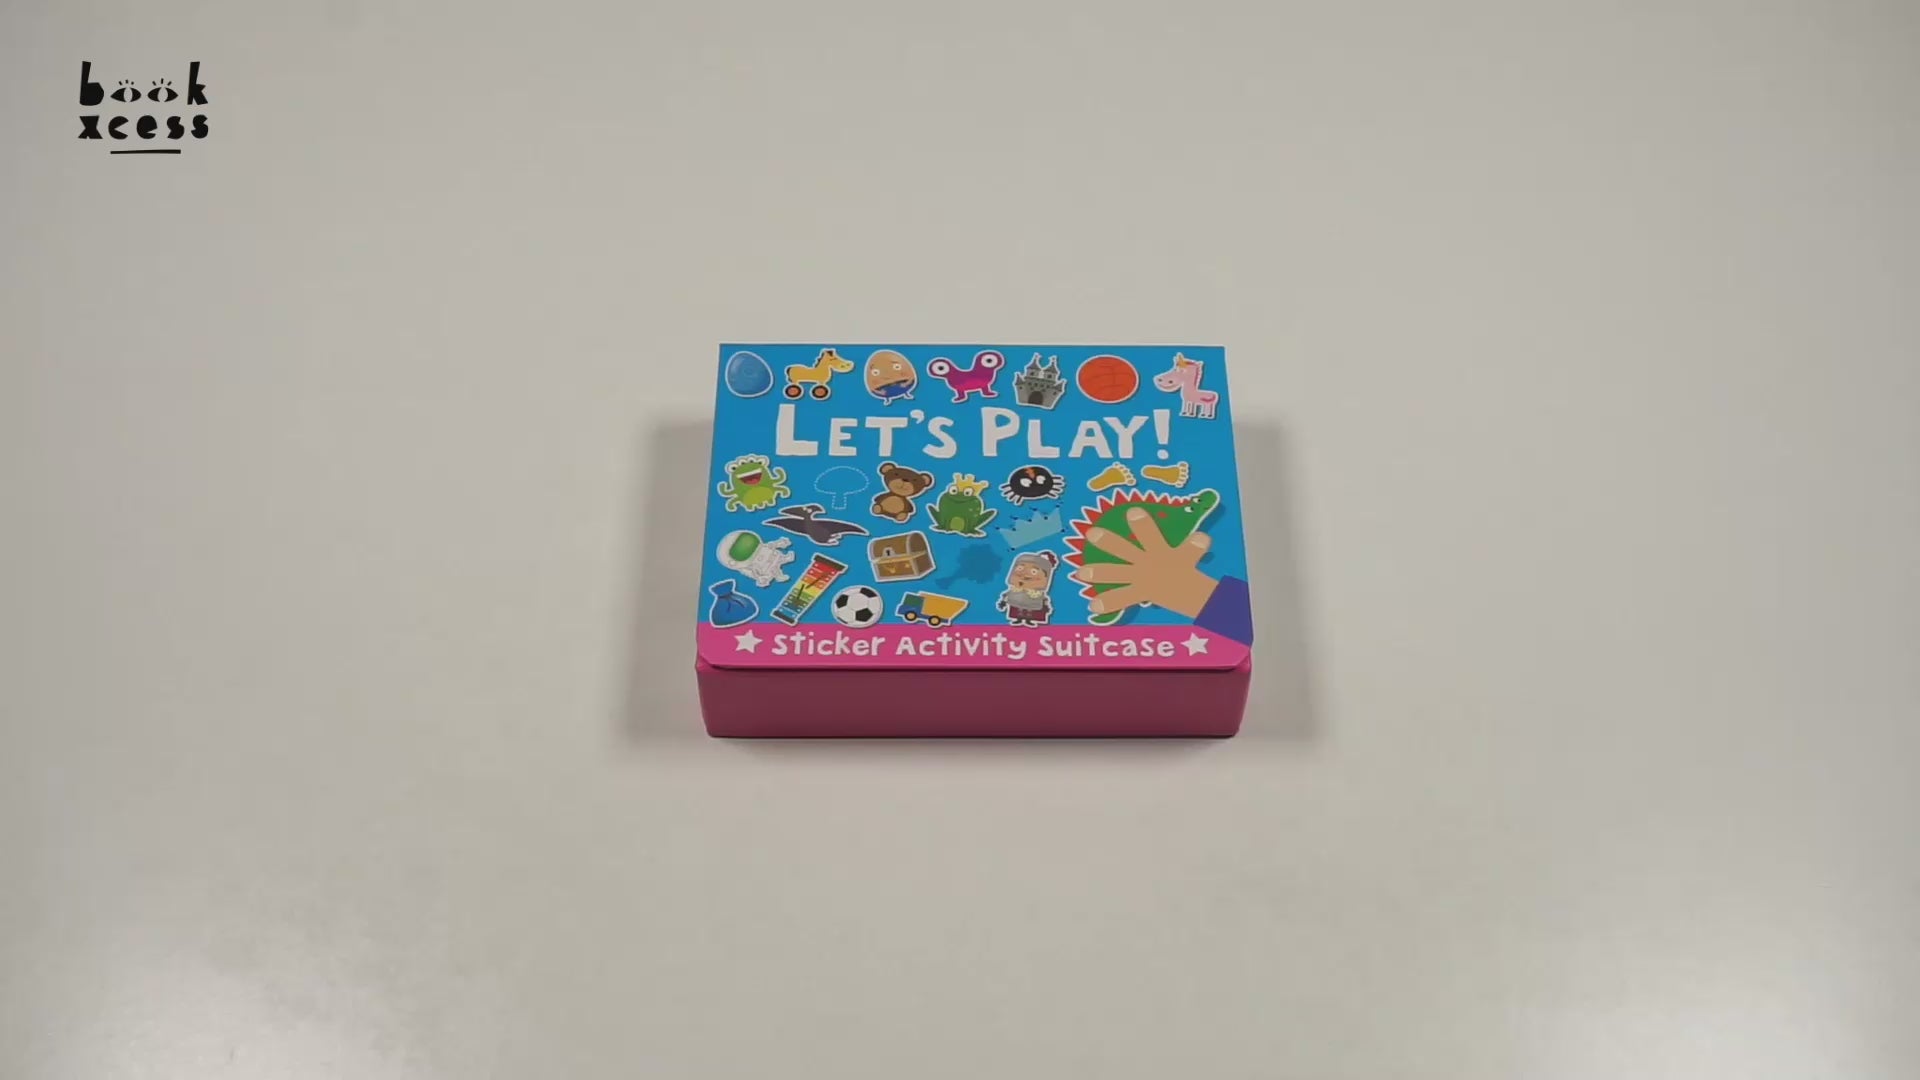 book
xcess
LET'S PLAY!
Sticker Activity Suitcase